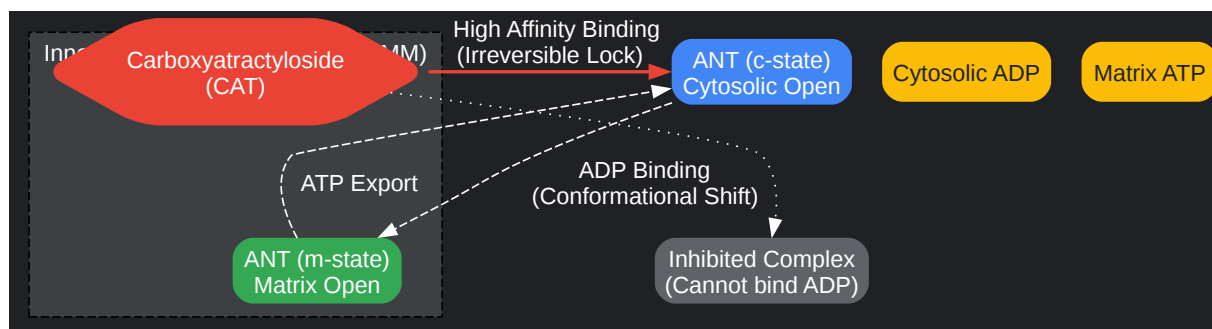 Inne
MM)
Carboxyatractyloside
(CAT)
High Affinity Binding
(Irreversible Lock)
ANT (c-state)
Cytosolic Open
Cytosolic ADP
Matrix ATP
ATP Export
ADP Binding
(Conformational Shift)
ANT (m-state)
Matrix Open
Inhibited Complex
(Cannot bind ADP)